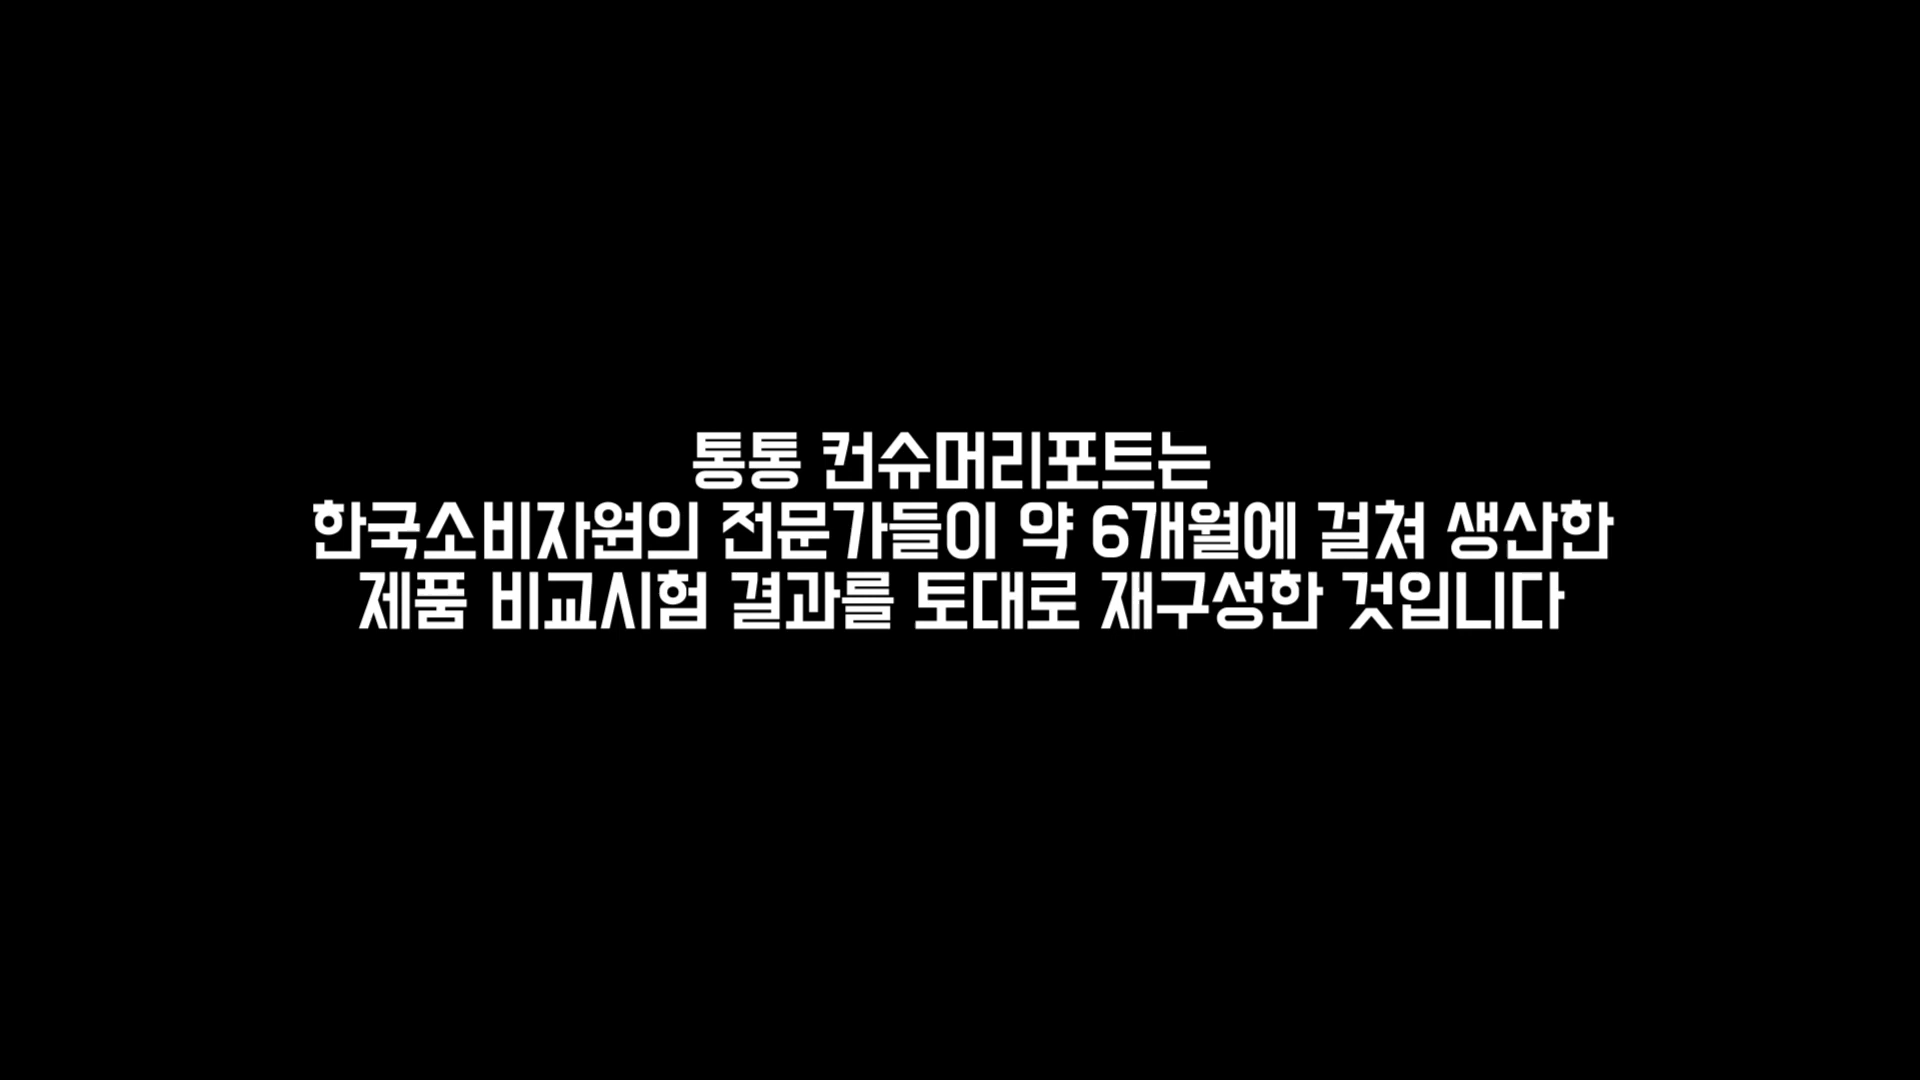 통통 컨슈머리포트는
한국소비자원의 전문가들이 약 6개월에 걸쳐 생산한
제품 비교시험 결과를 토대로 재구성한 것입니다